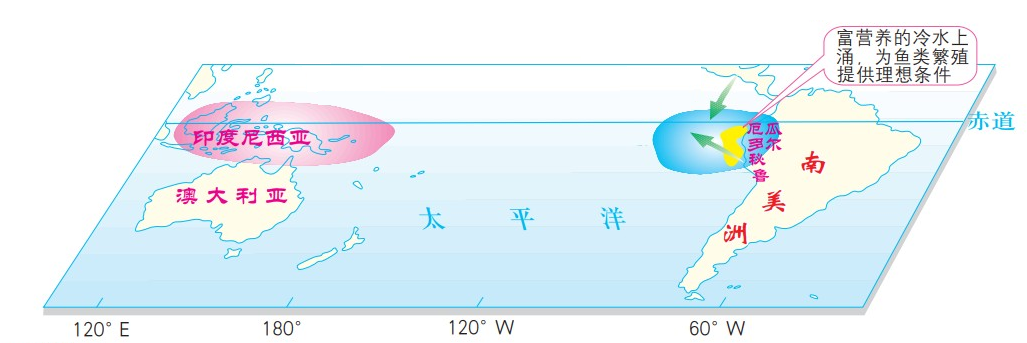 富营养的冷水上
涌，为鱼类繁殖
提供理想条件
赤道
印度尼西亚
厄瓜
多尔
秘
鲁
澳大利亚
南
美
洲
太平洋
120° E
180°
120° W
60° W